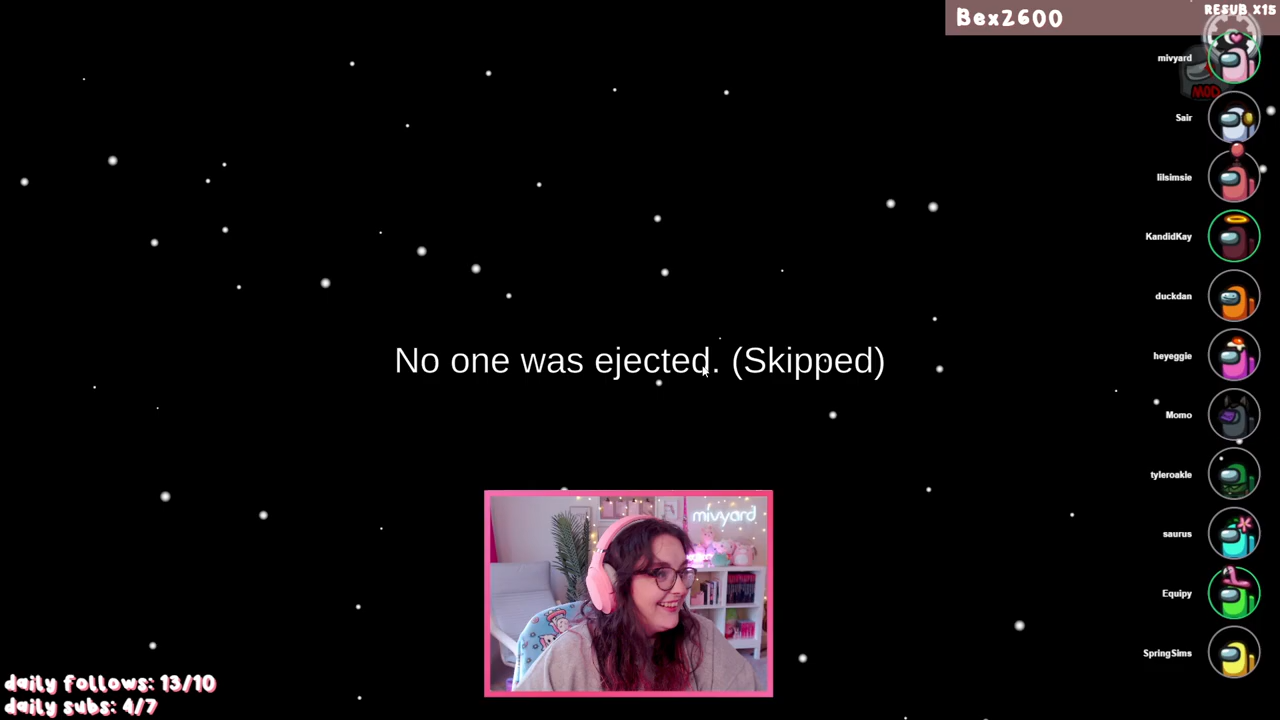 Bex2600
RESUB X15
mivyard
MOD
Sair
lilsimsie
KandidKay
duckdan
heyeggie
Momo
tyleroakle
saurus
Equipy
SpringSims
No one was ejected. (Skipped)
mivyard
daily follows: 13/10
daily subs: 4/7